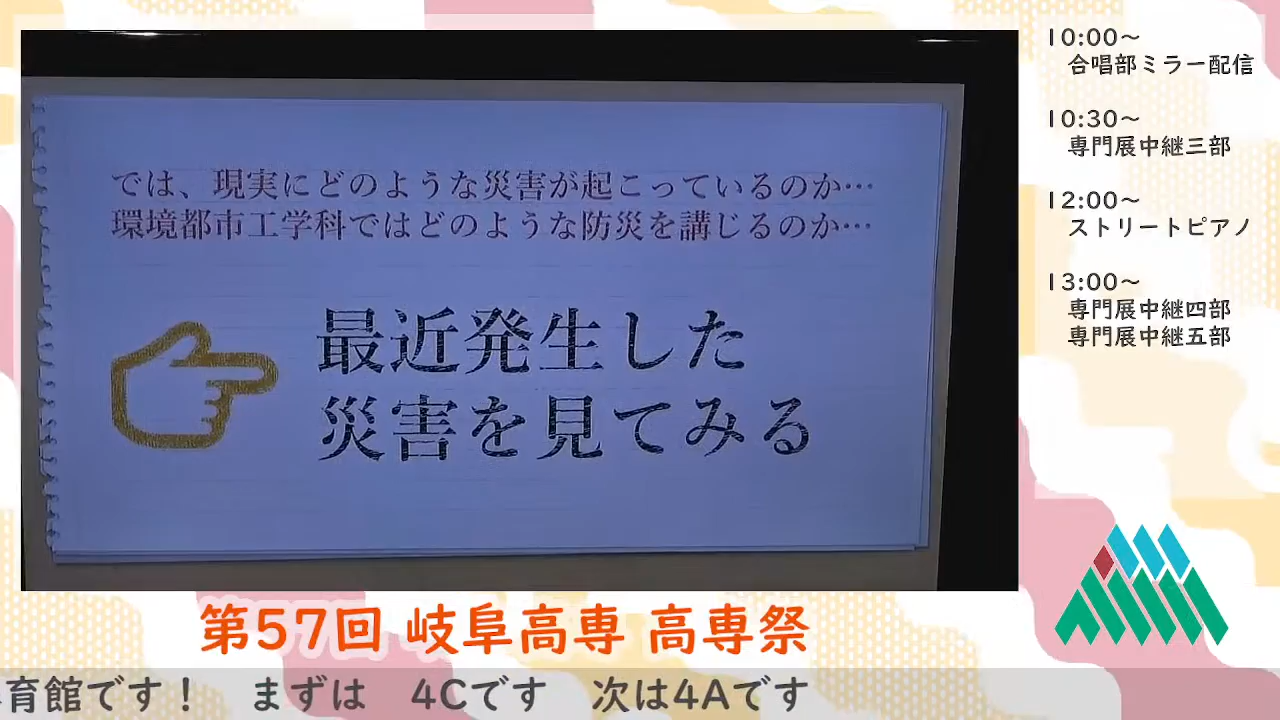 では、現実にどのような災害が起こっているのか…
環境都市工学科ではどのような防災を講じるのか…
最近発生した
災害を見てみる
10:00～
合唱部ミラー配信
10:30～
専門展中継三部
12:00～
ストリートピアノ
13:00～
専門展中継四部
専門展中継五部
第57回 岐阜高専 高専祭
育館です！　まずは　4Cです　次は4Aです